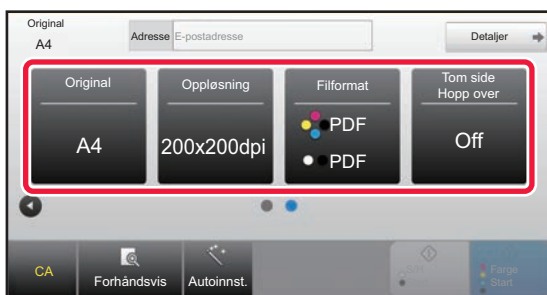 Original
A4
Adresse E-postadresse
Detaljer
Original
Oppløsning
Filformat
Tom side
Hopp over
A4
200x200dpi
PDF
PDF
Off
CA
Forhåndsvis
Autoinnst.
Farge
Start